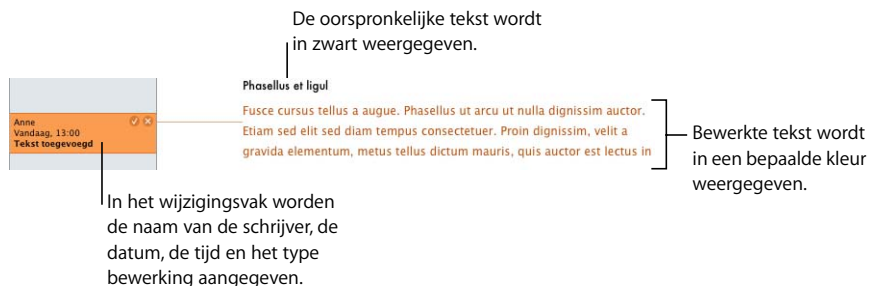 De oorspronkelijke tekst wordt
in zwart weergegeven.
Phasellus et ligul
Fusce cursus tellus a augue. Phasellus ut arcu ut nulla dignissim auctor.
Etiam sed elit sed diam tempus consectetuer. Proin dignissim, velit a
gravida elementum, metus tellus dictum mauris, quis auctor est lectus in
Anne
Vandaag, 13:00
Tekst toegevoegd
Bewerkte tekst wordt
in een bepaalde kleur
weergegeven.
In het wijzigingsvak worden
de naam van de schrijver, de
datum, de tijd en het type
bewerking aangegeven.